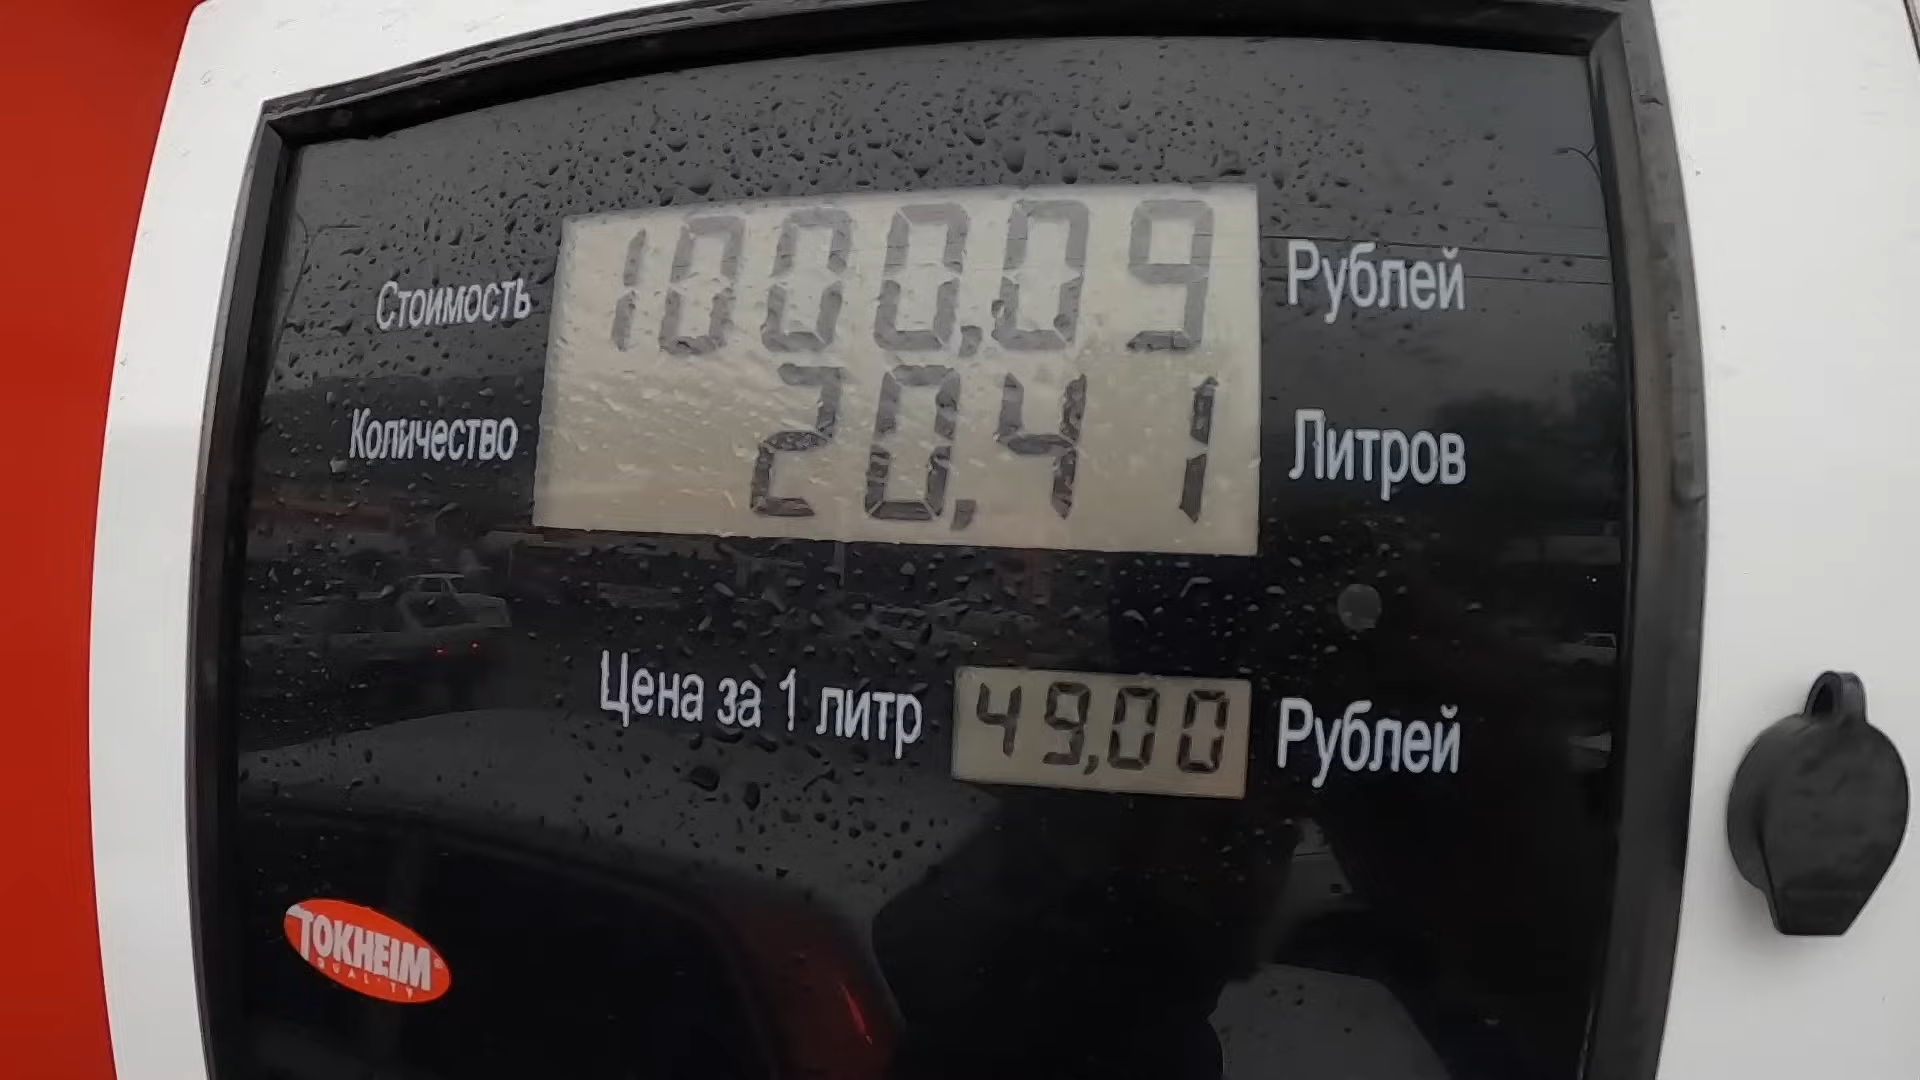 Стоимость 1000,09 Рублей
Количество 20,41 Литров
Цена за 1 литр 49,00 Рублей
TOKHEIM
QUALITY